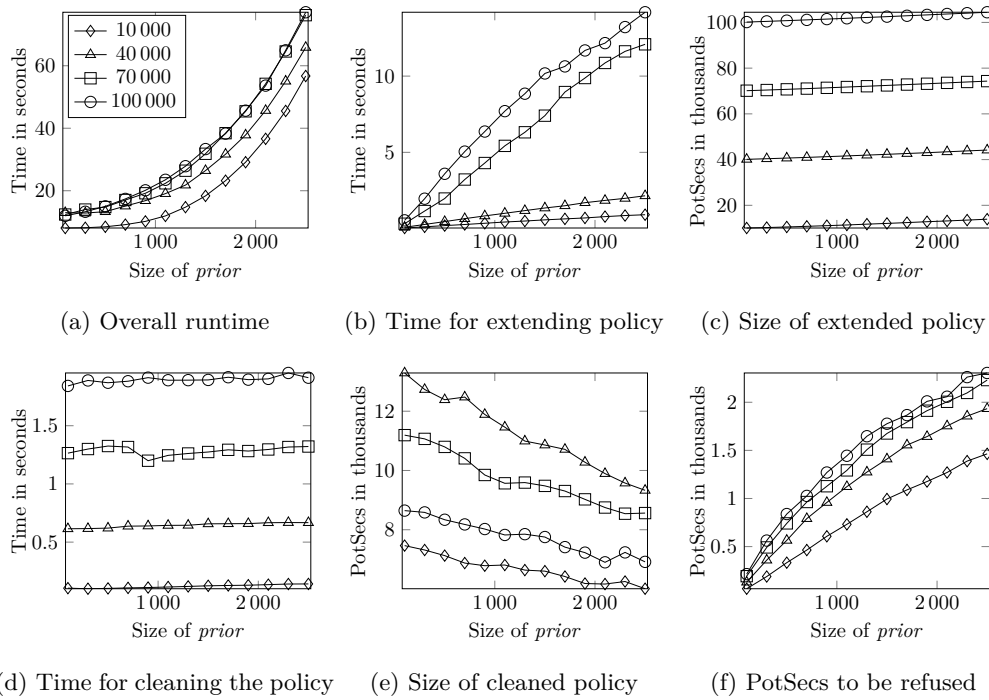 10 000
40 000
70 000
100 000
Time in seconds
60
40
20
1 000
2 000
Size of prior
(a) Overall runtime
Time in seconds
10
5
1 000
2 000
Size of prior
(b) Time for extending policy
PotSecs in thousands
100
80
60
40
20
1 000
2 000
Size of prior
(c) Size of extended policy
Time in seconds
1.5
1
0.5
1 000
2 000
Size of prior
(d) Time for cleaning the policy
PotSecs in thousands
12
10
8
1 000
2 000
Size of prior
(e) Size of cleaned policy
PotSecs in thousands
2
1.5
1
0.5
1 000
2 000
Size of prior
(f) PotSecs to be refused